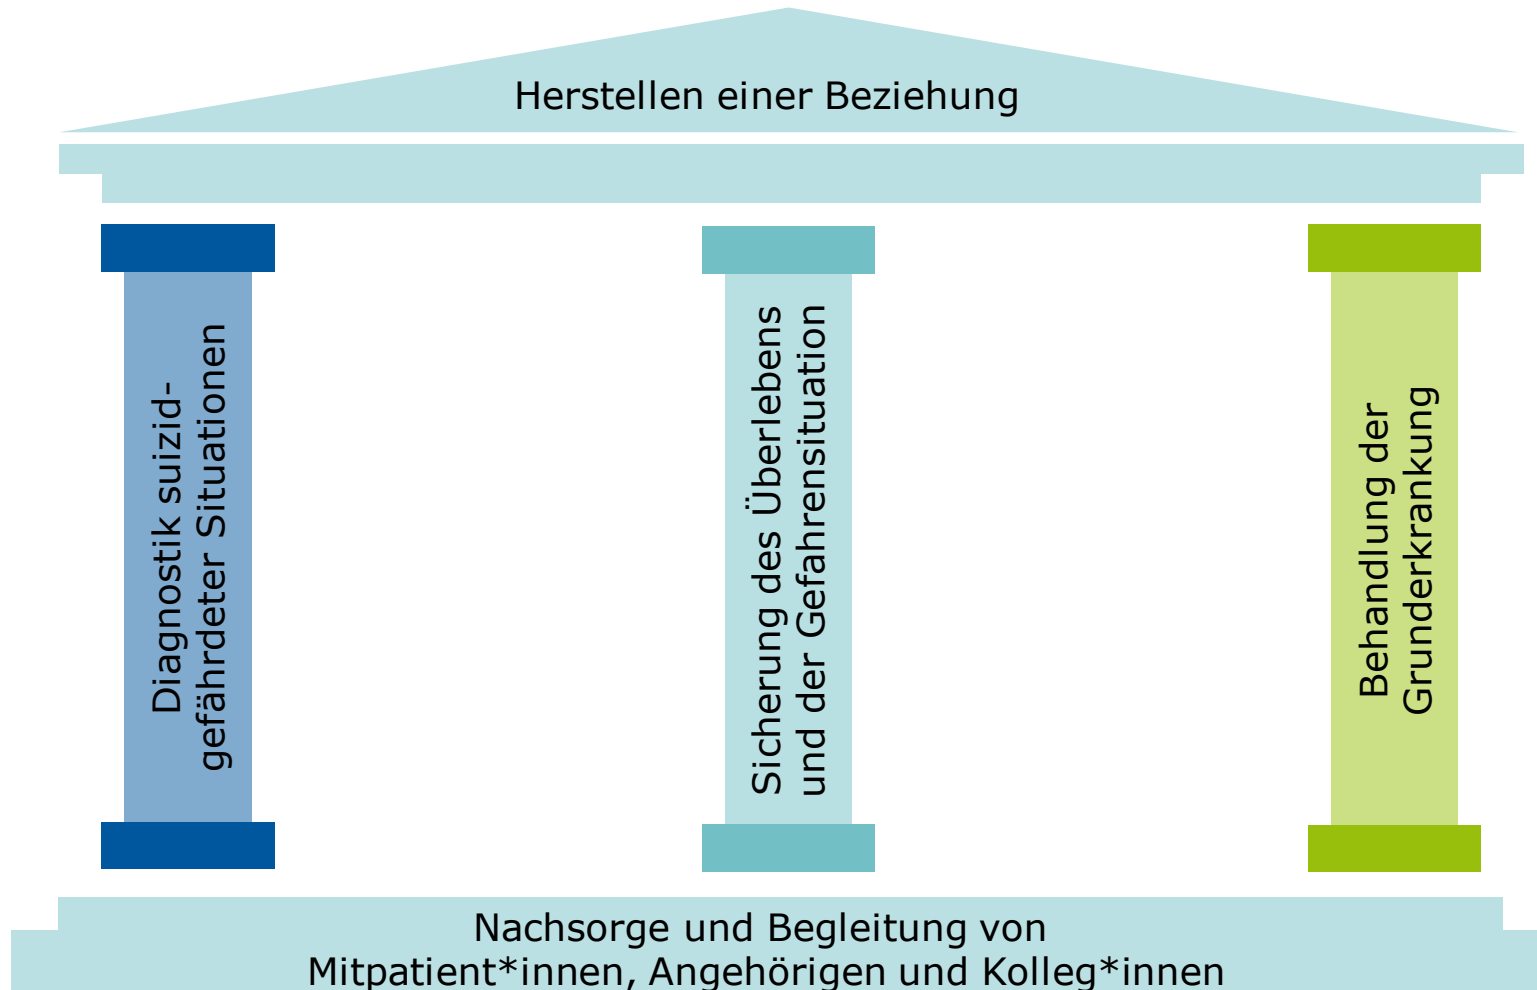 Herstellen einer Beziehung
Diagnostik suizid-
gefährdeter Situationen
Sicherung des Überlebens
und der Gefahrensituation
Behandlung der
Grunderkrankung
Nachsorge und Begleitung von
Mitpatient*innen, Angehörigen und Kolleg*innen